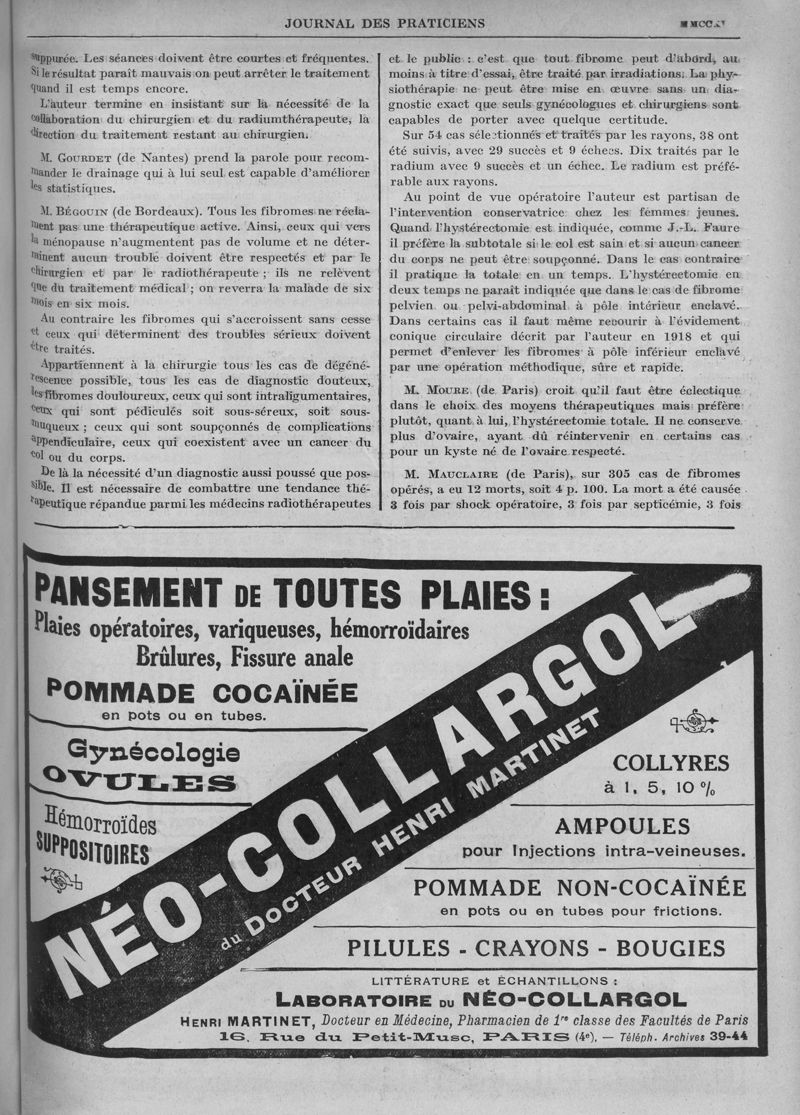 JOURNAL DES PRATICIENS
suppurée. Les séances doivent être courtes et fréquentes.
Si le résultat paraît mauvais on peut arrêter le traitement
quand il est temps encore.
L'auteur termine en insistant sur la nécessité de la
collaboration du chirurgien et du radiumthérapeute, la
direction du traitement restant au chirurgien.
M. GOURDET (de Nantes) prend la parole pour recom-
mander le drainage qui à lui seul est capable d'améliorer
les statistiques.
M. BÉGOUIN (de Bordeaux). Tous les fibromes ne récla-
ment pas une thérapeutique active. Ainsi, ceux qui vers
la ménopause n'augmentent pas de volume et ne déter-
minent aucun trouble doivent être respectés et par le
chirurgien et par le radiothérapeute ; ils ne relèvent
que du traitement médical ; on reverra la malade de six
mois en six mois.
Au contraire les fibromes qui s'accroissent sans cesse
et ceux qui déterminent des troubles sérieux doivent
être traités.
Appartiennent à la chirurgie tous les cas de dégéné-
rescence possible, tous les cas de diagnostic douteux,
les fibromes douloureux, ceux qui sont intraligumentaires,
ceux qui sont pédiculés soit sous-séreux, soit sous-
muqueux ; ceux qui sont soupçonnés de complications
appendiculaire, ceux qui coexistent avec un cancer du
col ou du corps.
De là la nécessité d'un diagnostic aussi poussé que pos-
sible. Il est nécessaire de combattre une tendance thé-
rapeutique répandue parmi les médecins radiothérapeutes
et le public : c'est que tout fibrome peut d'abord, au
moins à titre d'essai, être traité par irradiations. La phy-
siothérapie ne peut être mise en œuvre sans un dia-
gnostic exact que seuls gynécologues et chirurgiens sont
capables de porter avec quelque certitude.
Sur 54 cas sélectionnés et traités par les rayons, 38 ont
été suivis, avec 29 succès et 9 échecs. Dix traités par le
radium avec 9 succès et un échec. Le radium est préfé-
rable aux rayons.
Au point de vue opératoire l'auteur est partisan de
l'intervention conservatrice chez les femmes jeunes.
Quand l'hystérectomie est indiquée, comme J.-L. Faure
il préfère la subtotale si le col est sain et si aucun cancer
du corps ne peut être soupçonné. Dans le cas contraire
il pratique la totale en un temps. L'hystérectomie en
deux temps ne paraît indiquée que dans le cas de fibrome
pelvien ou pelvi-abdominal à pôle intérieur enclavé.
Dans certains cas il faut même recourir à l'évidement
conique circulaire décrit par l'auteur en 1918 et qui
permet d'enlever les fibromes à pôle inférieur enclavé
par une opération méthodique, sûre et rapide.
M. MOURE (de Paris) croit qu'il faut être éclectique
dans le choix des moyens thérapeutiques mais préfère
plutôt, quant à lui, l'hystérectomie totale. Il ne conserve
plus d'ovaire, ayant dû réintervenir en certains cas
pour un kyste né de l'ovaire respecté.
M. MAUCLAIRE (de Paris), sur 305 cas de fibromes
opérés, a eu 12 morts, soit 4 p. 100. La mort a été causée
3 fois par shock opératoire, 3 fois par septicémie, 3 fois
PANSEMENT DE TOUTES PLAIES :
Plaies opératoires, variqueuses, hémorroïdaires
Brûlures, Fissure anale
POMMADE COCAÏNÉE
en pots ou en tubes.
Gynécologie
OVULES
Hémorroïdes
SUPPOSITOIRES
NÉO-COLLARGOL
du DOCTEUR HENRI MARTINET
COLLYRES
à 1, 5, 10 %
AMPOULES
pour Injections intra-veineuses.
POMMADE NON-COCAÏNÉE
en pots ou en tubes pour frictions.
PILULES - CRAYONS - BOUGIES
LITTÉRATURE et ÉCHANTILLONS :
LABORATOIRE DU NÉO-COLLARGOL
HENRI MARTINET, Docteur en Médecine, Pharmacien de 1re classe des Facultés de Paris
16, Rue du Petit-Musc, PARIS (4e). — Téléph. Archives 39-44